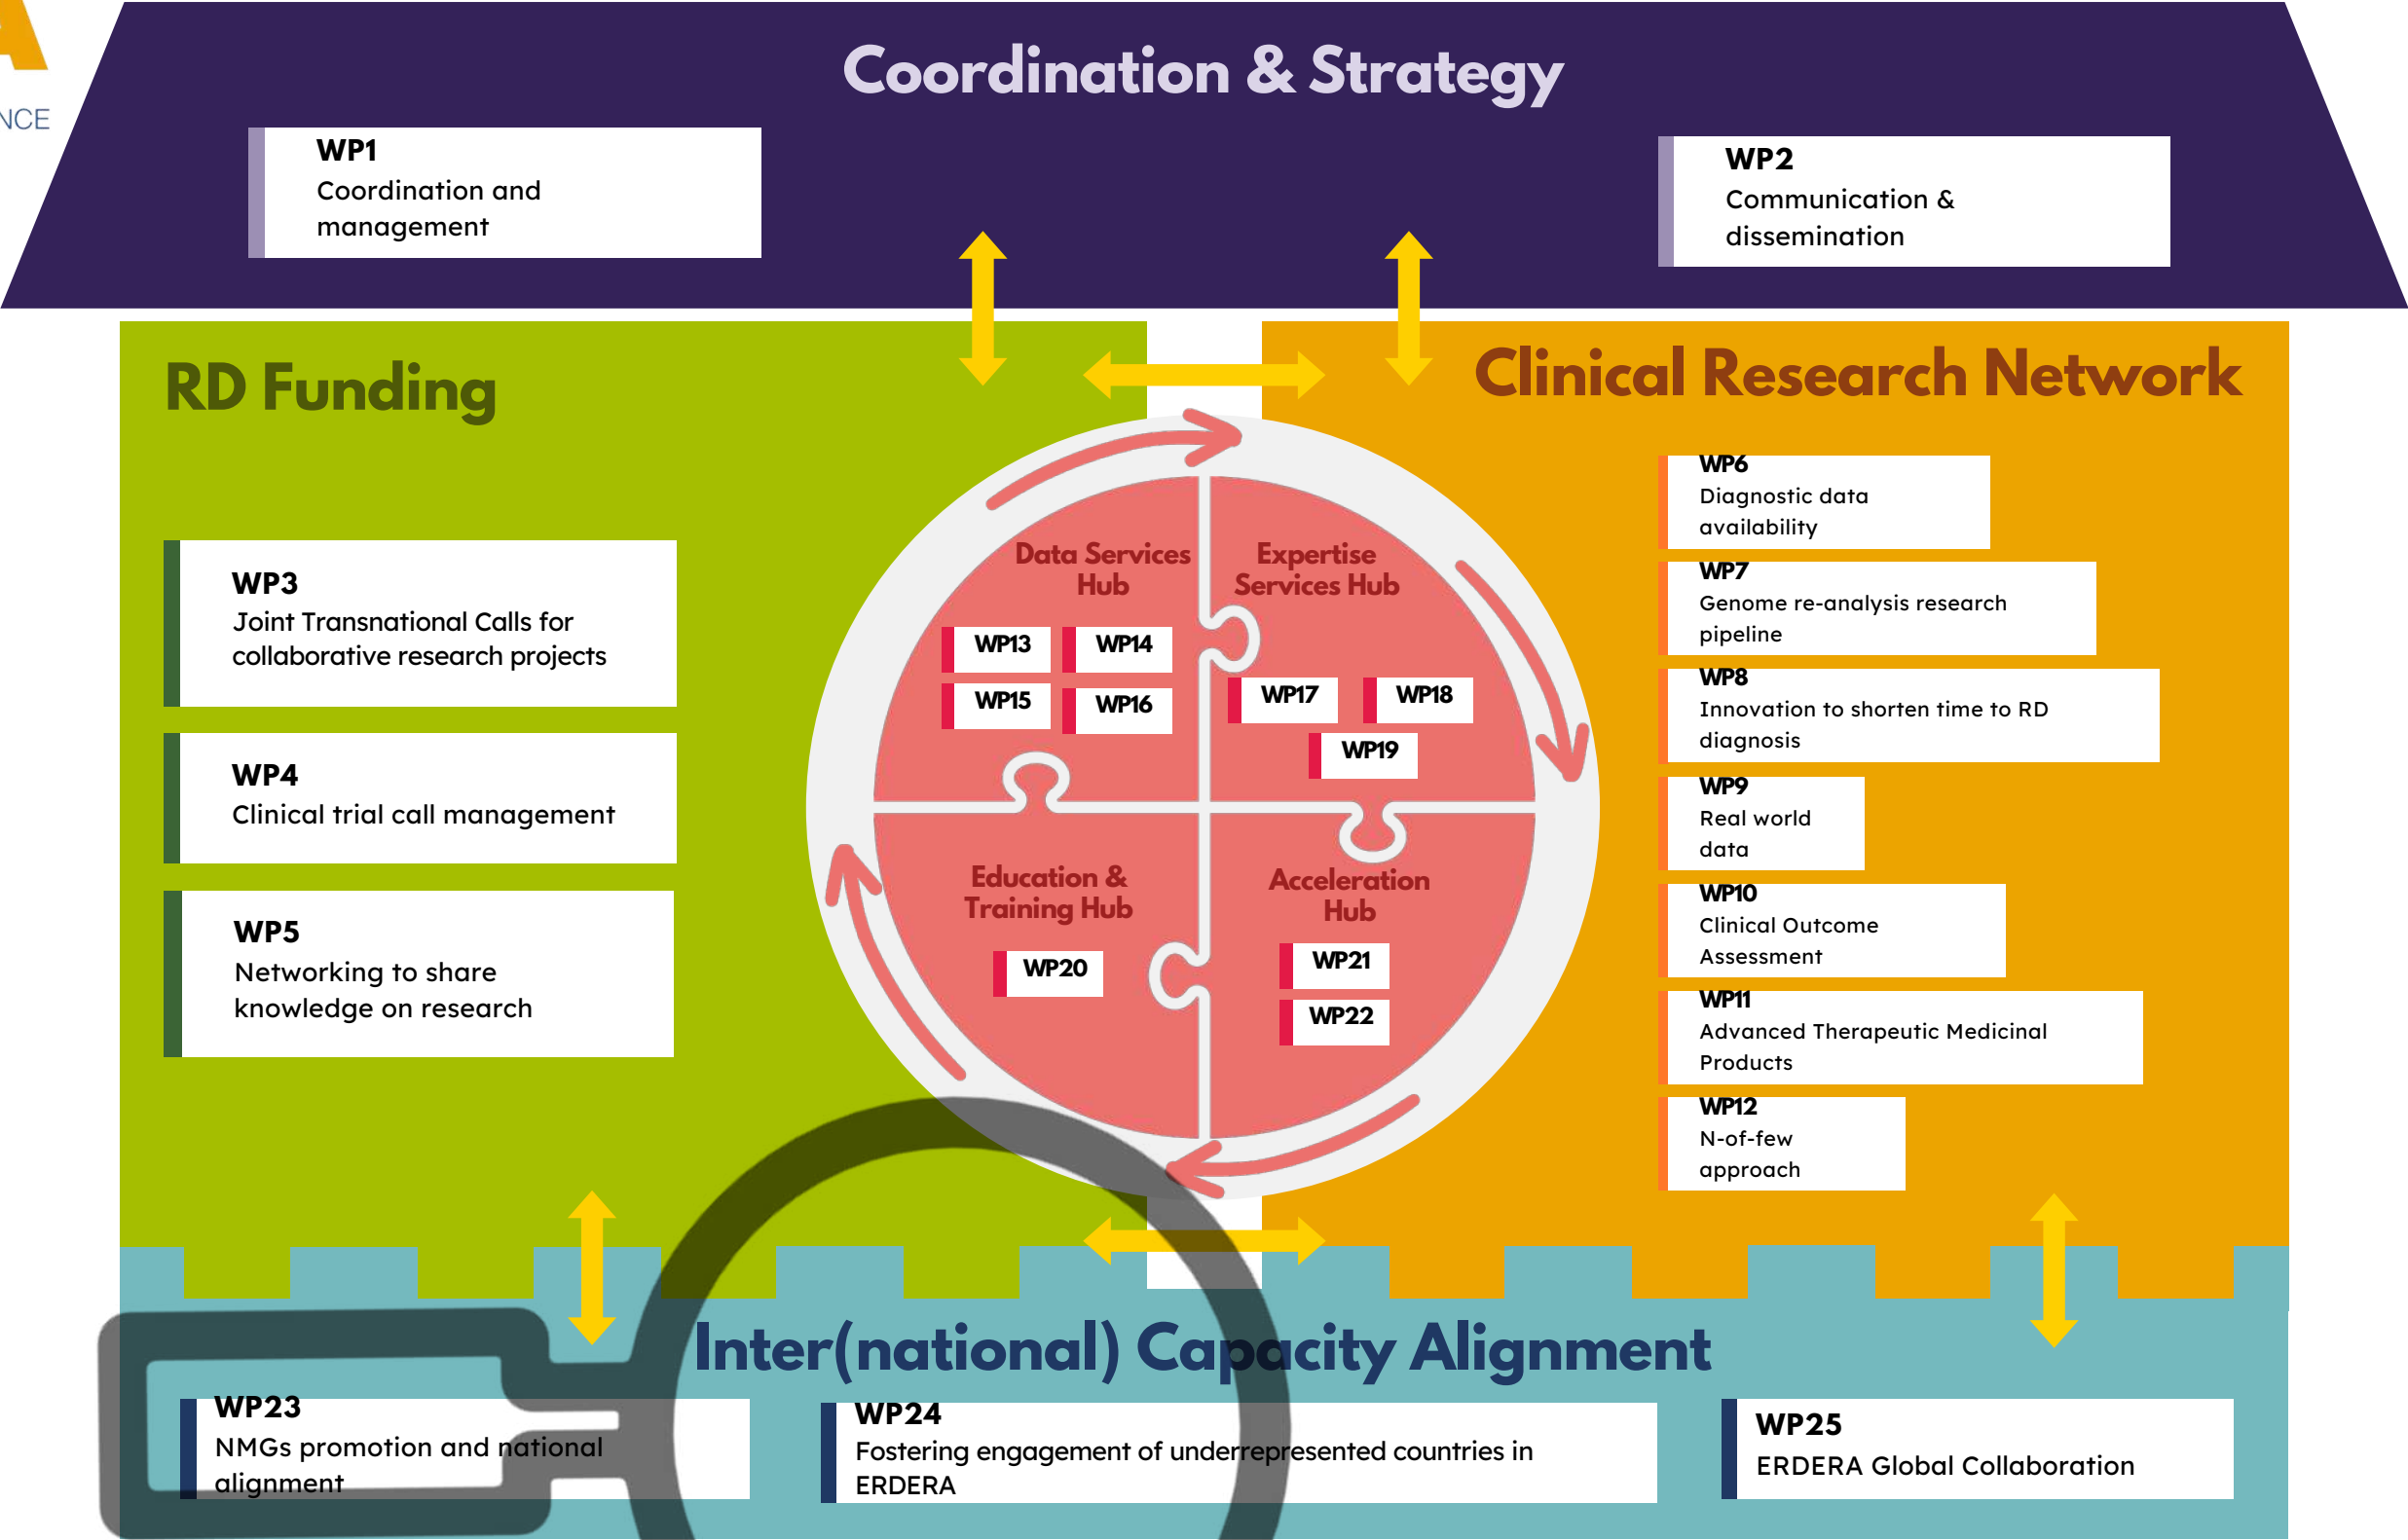 A
NCE
Coordination & Strategy
WP1
Coordination and
management
WP2
Communication &
dissemination
RD Funding
WP3
Joint Transnational Calls for
collaborative research projects
WP4
Clinical trial call management
WP5
Networking to share
knowledge on research
Data Services
Hub
WP13
WP14
WP15
WP16
Expertise
Services Hub
WP17
WP18
WP19
Education &
Training Hub
WP20
Acceleration
Hub
WP21
WP22
Clinical Research Network
WP6
Diagnostic data
availability
WP7
Genome re-analysis research
pipeline
WP8
Innovation to shorten time to RD
diagnosis
WP9
Real world
data
WP10
Clinical Outcome
Assessment
WP11
Advanced Therapeutic Medicinal
Products
WP12
N-of-few
approach
Inter(national) Capacity Alignment
WP23
NMGs promotion and national
alignment
WP24
Fostering engagement of underrepresented countries in
ERDERA
WP25
ERDERA Global Collaboration